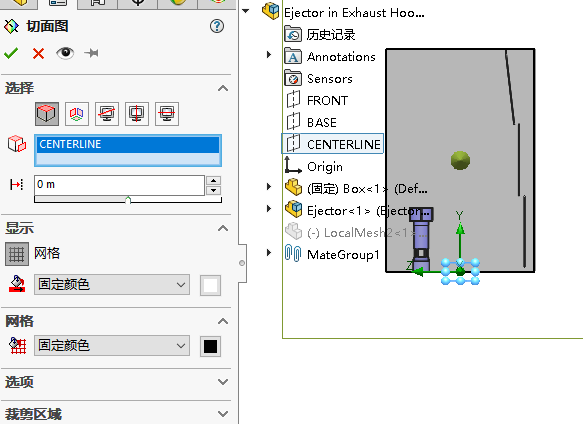 切面图
选择
CENTERLINE
0 m
显示
网格
固定颜色
网格
固定颜色
选项
裁剪区域
Ejector in Exhaust Hoo...
历史记录
Annotations
Sensors
FRONT
BASE
CENTERLINE
Origin
(固定) Box<1> (Def...
Ejector<1> (Ejector...
(-) LocalMesh2<1>...
MateGroup1
Y
Z